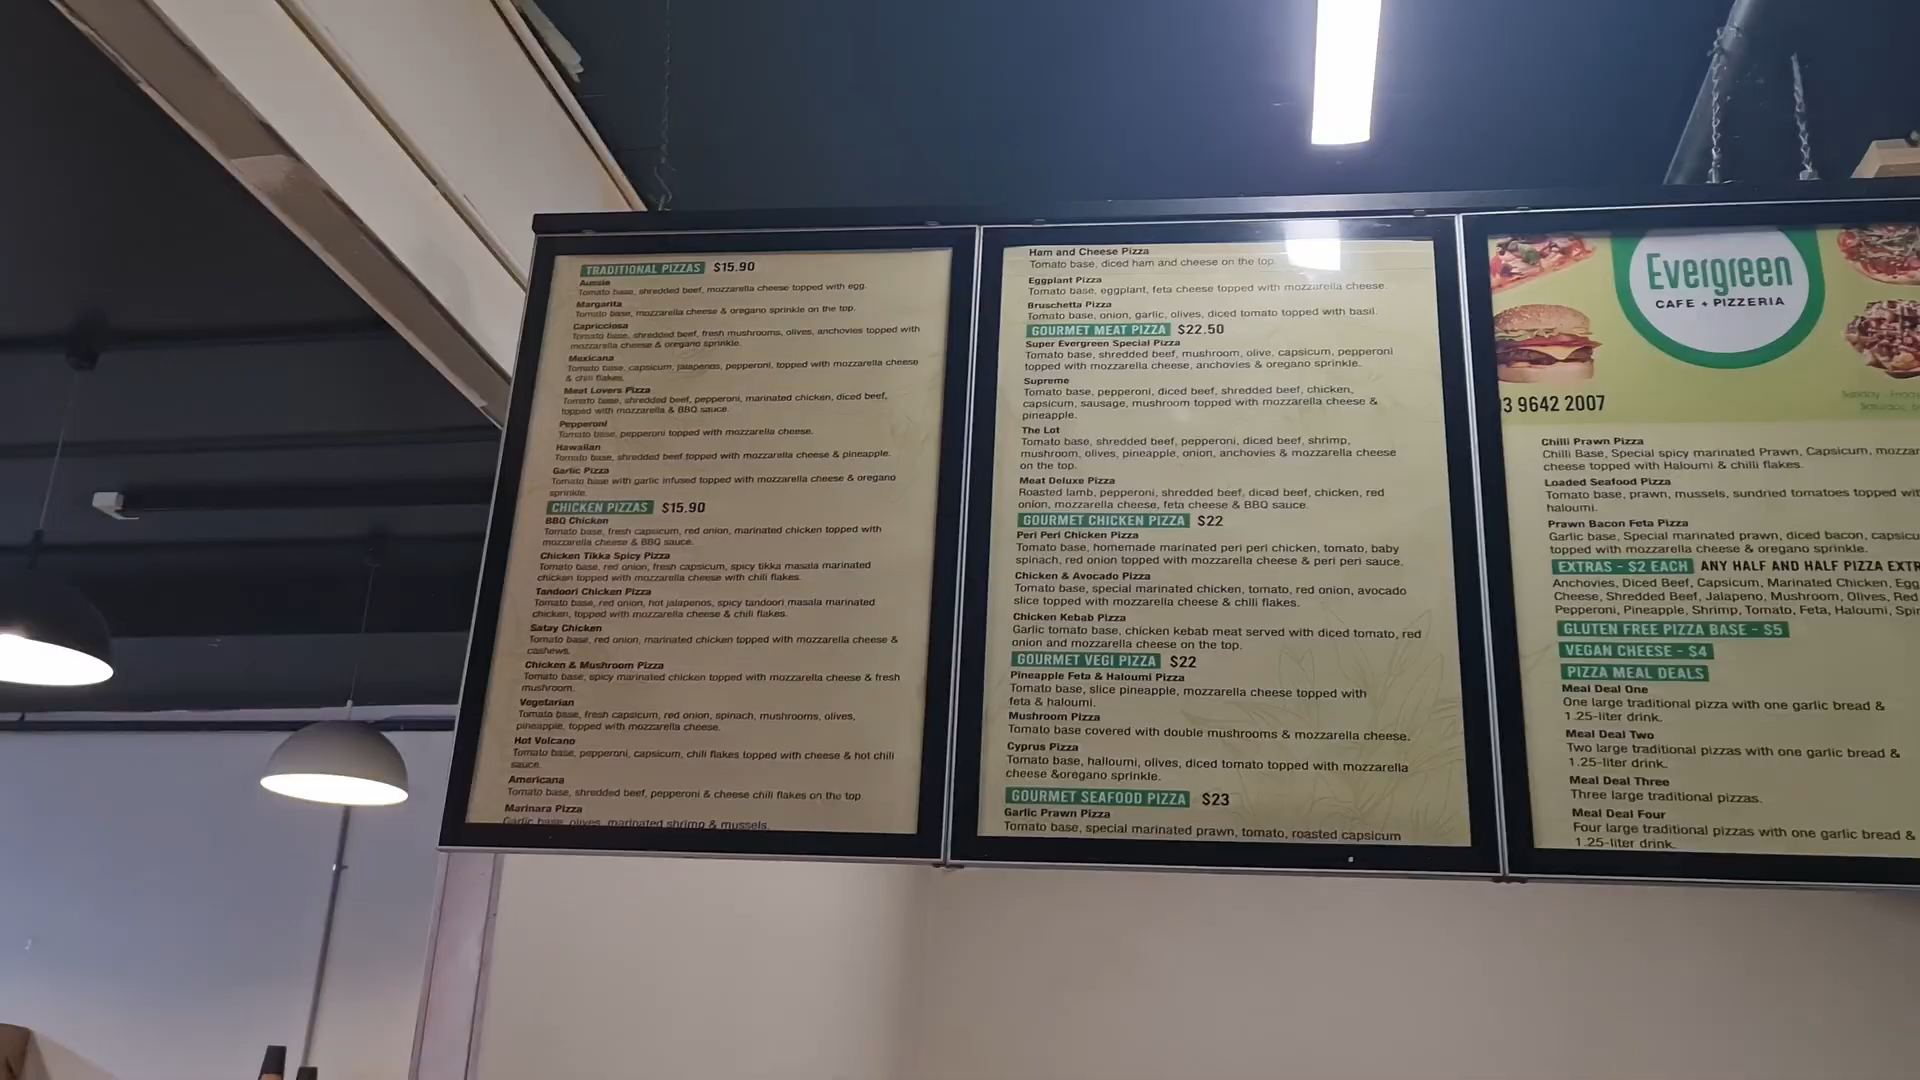 TRADITIONAL PIZZAS $15.90
Aussie
Tomato base, shredded beef, mozzarella cheese topped with egg.
Margarita
Tomato base, mozzarella cheese & oregano sprinkle on the top.
Capricciosa
Tomato base, shredded beef, fresh mushrooms, olives, anchovies topped with
mozzarella cheese & oregano sprinkle.
Mexicana
Tomato base, capsicum, jalapenos, pepperoni, topped with mozzarella cheese
& chili flakes.
Meat Lovers Pizza
Tomato base, shredded beef, pepperoni, marinated chicken, diced beef,
topped with mozzarella & BBQ sauce.
Pepperoni
Tomato base, pepperoni topped with mozzarella cheese.
Hawaiian
Tomato base, shredded beef topped with mozzarella cheese & pineapple.
Garlic Pizza
Tomato base with garlic infused topped with mozzarella cheese & oregano
sprinkle.
CHICKEN PIZZAS $15.90
BBQ Chicken
Tomato base, fresh capsicum, red onion, marinated chicken topped with
mozzarella cheese & BBQ sauce.
Chicken Tikka Spicy Pizza
Tomato base, red onion, fresh capsicum, spicy tikka masala marinated
chicken topped with mozzarella cheese with chili flakes.
Tandoori Chicken Pizza
Tomato base, red onion, hot jalapenos, spicy tandoori masala marinated
chicken, topped with mozzarella cheese & chili flakes.
Satay Chicken
Tomato base, red onion, marinated chicken topped with mozzarella cheese &
cashews.
Chicken & Mushroom Pizza
Tomato base, spicy marinated chicken topped with mozzarella cheese & fresh
mushroom.
Vegetarian
Tomato base, fresh capsicum, red onion, spinach, mushrooms, olives,
pineapple, topped with mozzarella cheese.
Hot Volcano
Tomato base, pepperoni, capsicum, chili flakes topped with cheese & hot chili
sauce.
Americana
Tomato base, shredded beef, pepperoni & cheese chili flakes on the top
Marinara Pizza
Garlic base, olives, marinated shrimp & mussels.
Ham and Cheese Pizza
Tomato base, diced ham and cheese on the top.
Eggplant Pizza
Tomato base, eggplant, feta cheese topped with mozzarella cheese.
Bruschetta Pizza
Tomato base, onion, garlic, olives, diced tomato topped with basil.
GOURMET MEAT PIZZA $22.50
Super Evergreen Special Pizza
Tomato base, shredded beef, mushroom, olive, capsicum, pepperoni
topped with mozzarella cheese, anchovies & oregano sprinkle.
Supreme
Tomato base, pepperoni, diced beef, shredded beef, chicken,
capsicum, sausage, mushroom topped with mozzarella cheese &
pineapple.
The Lot
Tomato base, shredded beef, pepperoni, diced beef, shrimp,
mushroom, olives, pineapple, onion, anchovies & mozzarella cheese
on the top.
Meat Deluxe Pizza
Roasted lamb, pepperoni, shredded beef, diced beef, chicken, red
onion, mozzarella cheese, feta cheese & BBQ sauce.
GOURMET CHICKEN PIZZA $22
Peri Peri Chicken Pizza
Tomato base, homemade marinated peri peri chicken, tomato, baby
spinach, red onion topped with mozzarella cheese & peri peri sauce.
Chicken & Avocado Pizza
Tomato base, special marinated chicken, tomato, red onion, avocado
slice topped with mozzarella cheese & chili flakes.
Chicken Kebab Pizza
Garlic tomato base, chicken kebab meat served with diced tomato, red
onion and mozzarella cheese on the top.
GOURMET VEGI PIZZA $22
Pineapple Feta & Haloumi Pizza
Tomato base, slice pineapple, mozzarella cheese topped with
feta & haloumi.
Mushroom Pizza
Tomato base covered with double mushrooms & mozzarella cheese.
Cyprus Pizza
Tomato base, halloumi, olives, diced tomato topped with mozzarella
cheese &oregano sprinkle.
GOURMET SEAFOOD PIZZA $23
Garlic Prawn Pizza
Tomato base, special marinated prawn, tomato, roasted capsicum
Evergreen
CAFE + PIZZERIA
3 9642 2007
Chilli Prawn Pizza
Chilli Base, Special spicy marinated Prawn, Capsicum, mozzar
cheese topped with Haloumi & chilli flakes.
Loaded Seafood Pizza
Tomato base, prawn, mussels, sundried tomatoes topped wit
haloumi.
Prawn Bacon Feta Pizza
Garlic base, Special marinated prawn, diced bacon, capsicu
topped with mozzarella cheese & oregano sprinkle.
EXTRAS - $2 EACH ANY HALF AND HALF PIZZA EXTR
Anchovies, Diced Beef, Capsicum, Marinated Chicken, Egg
Cheese, Shredded Beef, Jalapeno, Mushroom, Olives, Red
Pepperoni, Pineapple, Shrimp, Tomato, Feta, Haloumi, Spin
GLUTEN FREE PIZZA BASE - $5
VEGAN CHEESE - $4
PIZZA MEAL DEALS
Meal Deal One
One large traditional pizza with one garlic bread &
1.25-liter drink.
Meal Deal Two
Two large traditional pizzas with one garlic bread &
1.25-liter drink.
Meal Deal Three
Three large traditional pizzas.
Meal Deal Four
Four large traditional pizzas with one garlic bread &
1.25-liter drink.